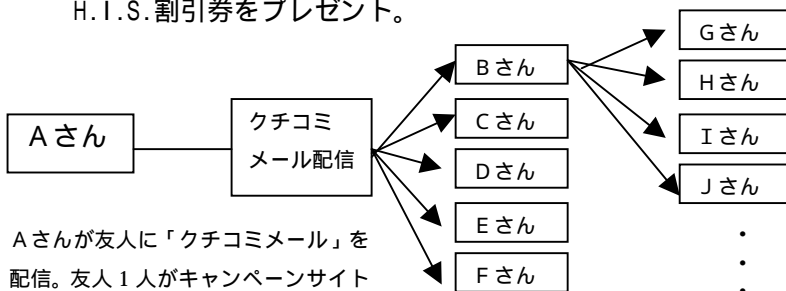 H.I.S.割引券をプレゼント。
Aさん
クチコミ
メール配信
Bさん
Cさん
Dさん
Eさん
Fさん
Gさん
Hさん
Iさん
Jさん
・
・
・
Aさんが友人に「クチコミメール」を
配信。友人1人がキャンペーンサイト